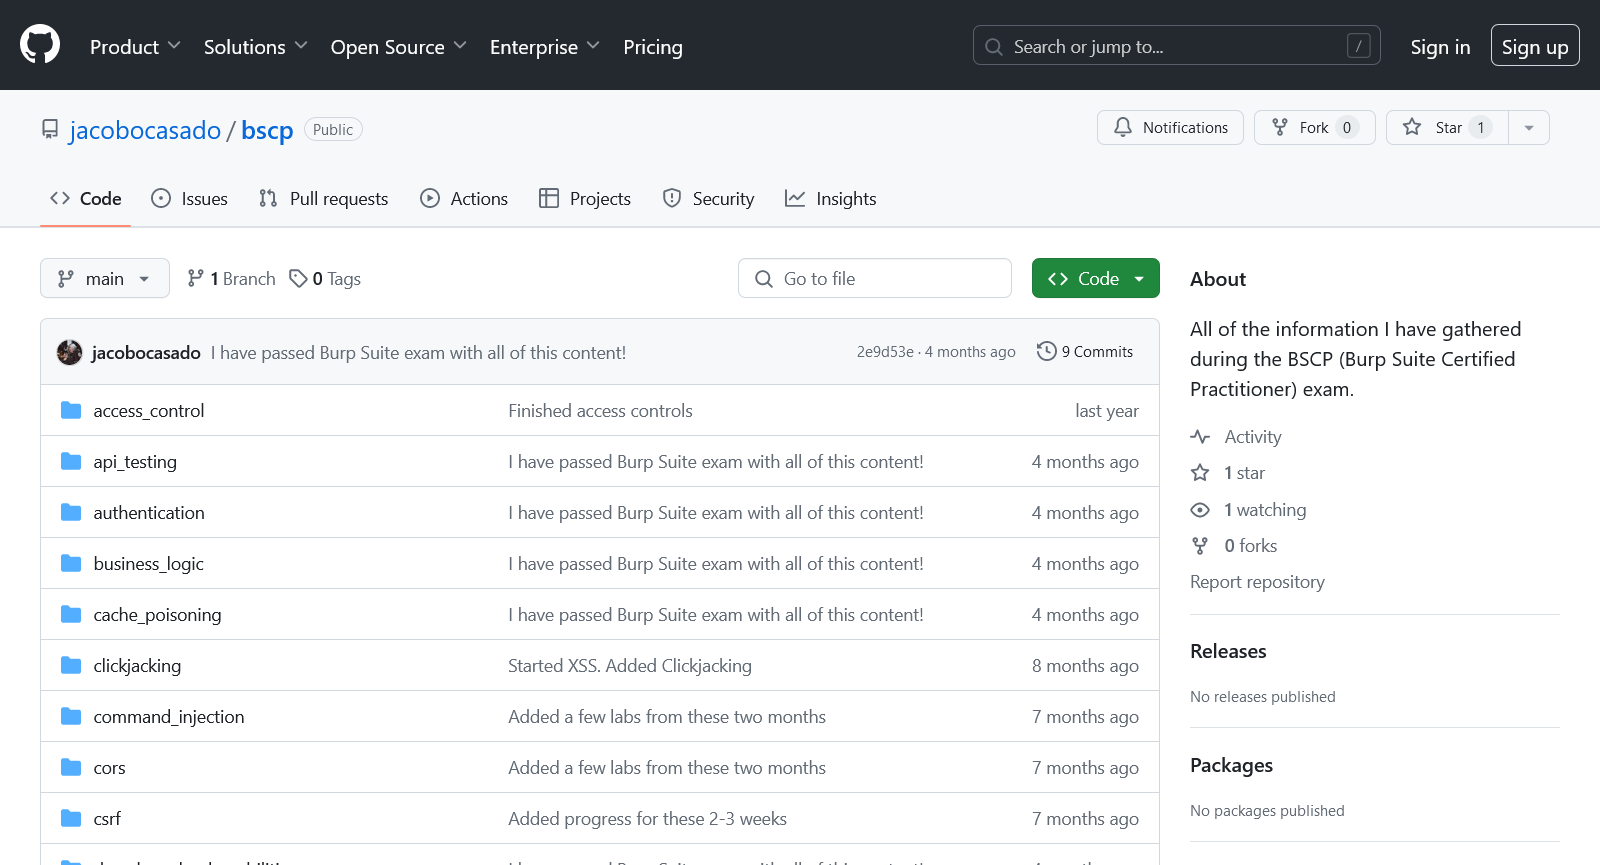 Product Solutions Open Source Enterprise Pricing Search or jump to... / Sign in Sign up
jacobocasado / bscp Public Notifications Fork 0 Star 1
Code Issues Pull requests Actions Projects Security Insights
main 1 Branch 0 Tags Go to file Code
jacobocasado I have passed Burp Suite exam with all of this content! 2e9d53e · 4 months ago 9 Commits
access_control Finished access controls last year
api_testing I have passed Burp Suite exam with all of this content! 4 months ago
authentication I have passed Burp Suite exam with all of this content! 4 months ago
business_logic I have passed Burp Suite exam with all of this content! 4 months ago
cache_poisoning I have passed Burp Suite exam with all of this content! 4 months ago
clickjacking Started XSS. Added Clickjacking 8 months ago
command_injection Added a few labs from these two months 7 months ago
cors Added a few labs from these two months 7 months ago
csrf Added progress for these 2-3 weeks 7 months ago
About
All of the information I have gathered
during the BSCP (Burp Suite Certified
Practitioner) exam.
Activity
1 star
1 watching
0 forks
Report repository
Releases
No releases published
Packages
No packages published